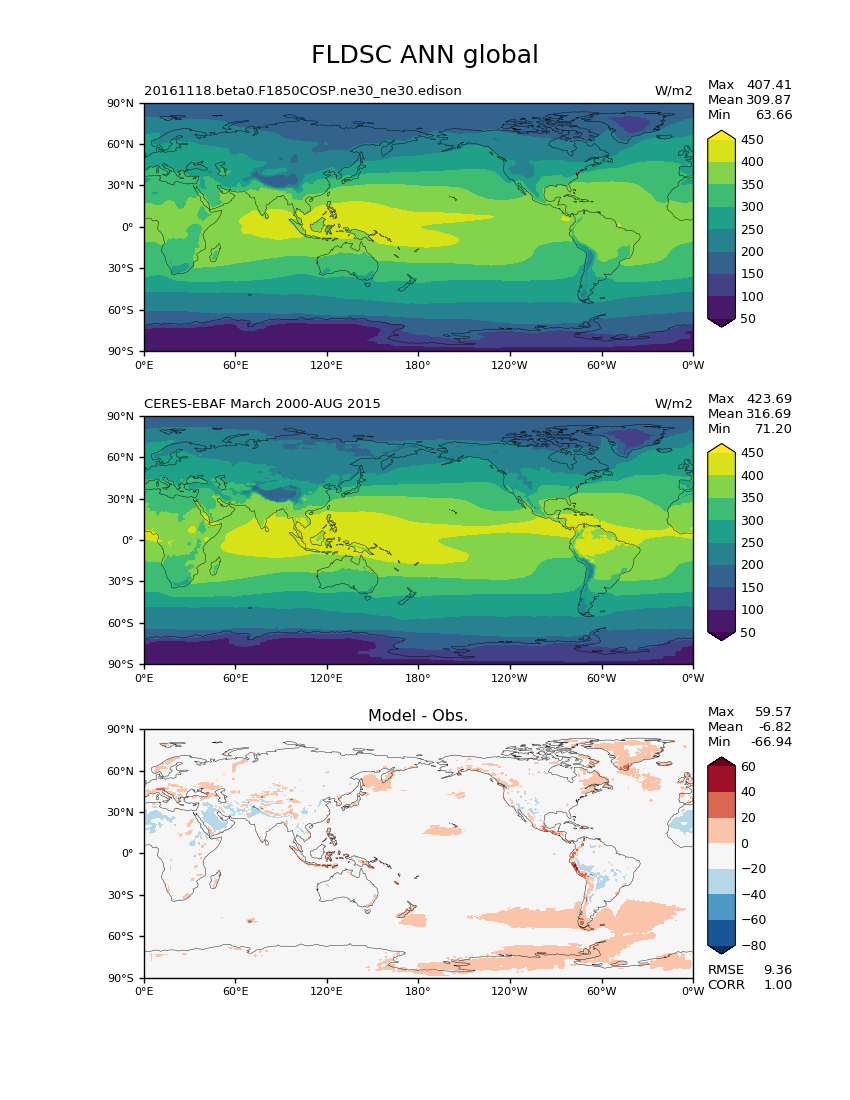 FLDSC ANN global
20161118.beta0.F1850COSP.ne30_ne30.edison W/m2
Max 407.41
Mean 309.87
Min 63.66
90°N
60°N
30°N
0°
30°S
60°S
90°S
0°E 60°E 120°E 180° 120°W 60°W 0°W
450
400
350
300
250
200
150
100
50
CERES-EBAF March 2000-AUG 2015 W/m2
Max 423.69
Mean 316.69
Min 71.20
90°N
60°N
30°N
0°
30°S
60°S
90°S
0°E 60°E 120°E 180° 120°W 60°W 0°W
450
400
350
300
250
200
150
100
50
Model - Obs.
Max 59.57
Mean -6.82
Min -66.94
90°N
60°N
30°N
0°
30°S
60°S
90°S
0°E 60°E 120°E 180° 120°W 60°W 0°W
60
40
20
0
−20
−40
−60
−80
RMSE 9.36
CORR 1.00